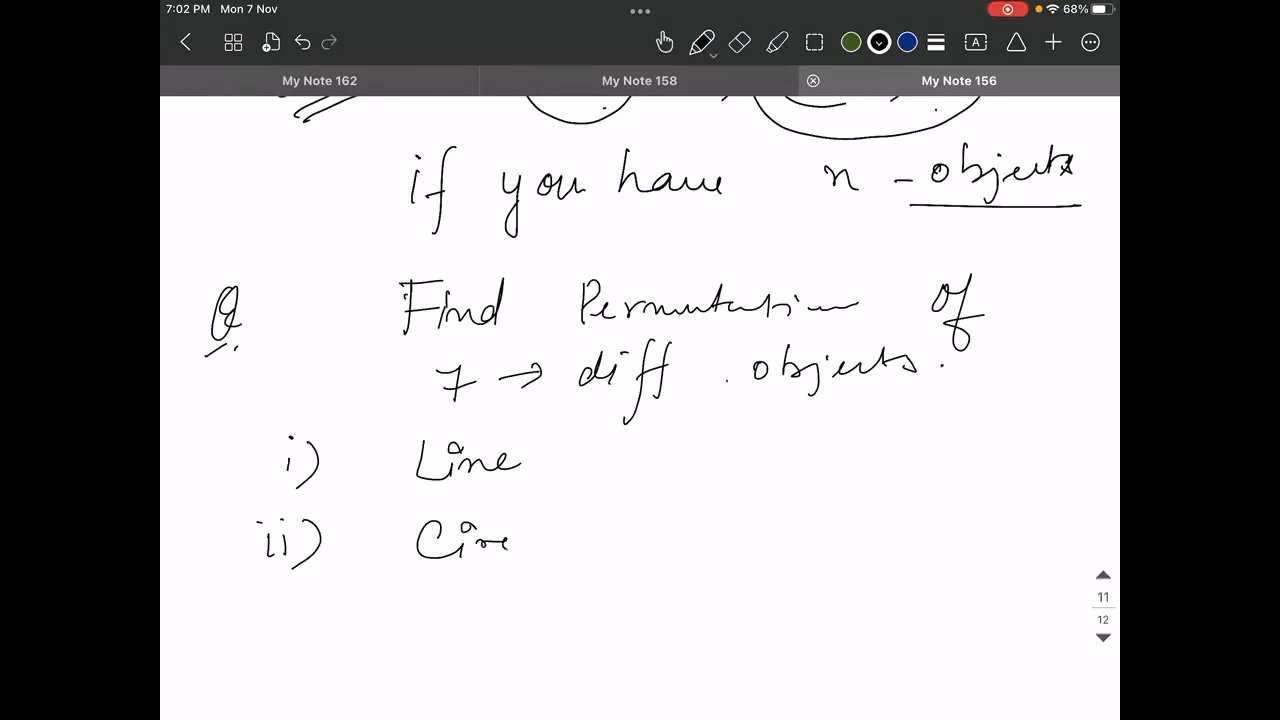 7:02 PM Mon 7 Nov
68%
My Note 162
My Note 158
My Note 156
if you have n - objects
Q. Find Permutation of
7 → diff. objects.
i) Line
ii) Circ
11
12